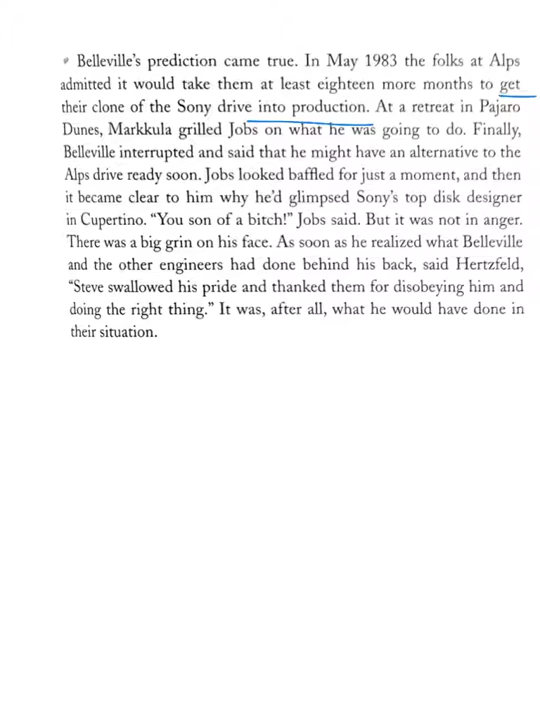 Belleville's prediction came true. In May 1983 the folks at Alps
admitted it would take them at least eighteen more months to get
their clone of the Sony drive into production. At a retreat in Pajaro
Dunes, Markkula grilled Jobs on what he was going to do. Finally,
Belleville interrupted and said that he might have an alternative to the
Alps drive ready soon. Jobs looked baffled for just a moment, and then
it became clear to him why he'd glimpsed Sony's top disk designer
in Cupertino. “You son of a bitch!” Jobs said. But it was not in anger.
There was a big grin on his face. As soon as he realized what Belleville
and the other engineers had done behind his back, said Hertzfeld,
“Steve swallowed his pride and thanked them for disobeying him and
doing the right thing.” It was, after all, what he would have done in
their situation.